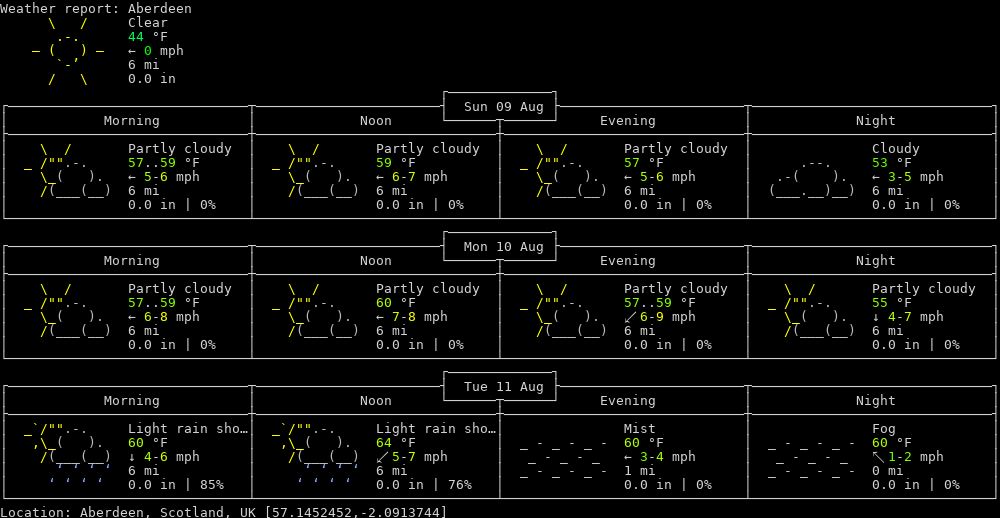 Weather report: Aberdeen
Clear
44 °F
← 0 mph
6 mi
0.0 in
Sun 09 Aug
Morning Noon Evening Night
Partly cloudy Partly cloudy Partly cloudy Cloudy
57..59 °F 59 °F 57 °F 53 °F
← 5-6 mph ← 6-7 mph ← 5-6 mph ← 3-5 mph
6 mi 6 mi 6 mi 6 mi
0.0 in | 0% 0.0 in | 0% 0.0 in | 0% 0.0 in | 0%
Mon 10 Aug
Morning Noon Evening Night
Partly cloudy Partly cloudy Partly cloudy Partly cloudy
57..59 °F 60 °F 57..59 °F 55 °F
← 6-8 mph ← 7-8 mph ↙ 6-9 mph ↓ 4-7 mph
6 mi 6 mi 6 mi 6 mi
0.0 in | 0% 0.0 in | 0% 0.0 in | 0% 0.0 in | 0%
Tue 11 Aug
Morning Noon Evening Night
Light rain sho… Light rain sho… Mist Fog
60 °F 64 °F 60 °F 60 °F
↓ 4-6 mph ↙ 5-7 mph ← 3-4 mph ↖ 1-2 mph
6 mi 6 mi 1 mi 0 mi
0.0 in | 85% 0.0 in | 76% 0.0 in | 0% 0.0 in | 0%
Location: Aberdeen, Scotland, UK [57.1452452,-2.0913744]